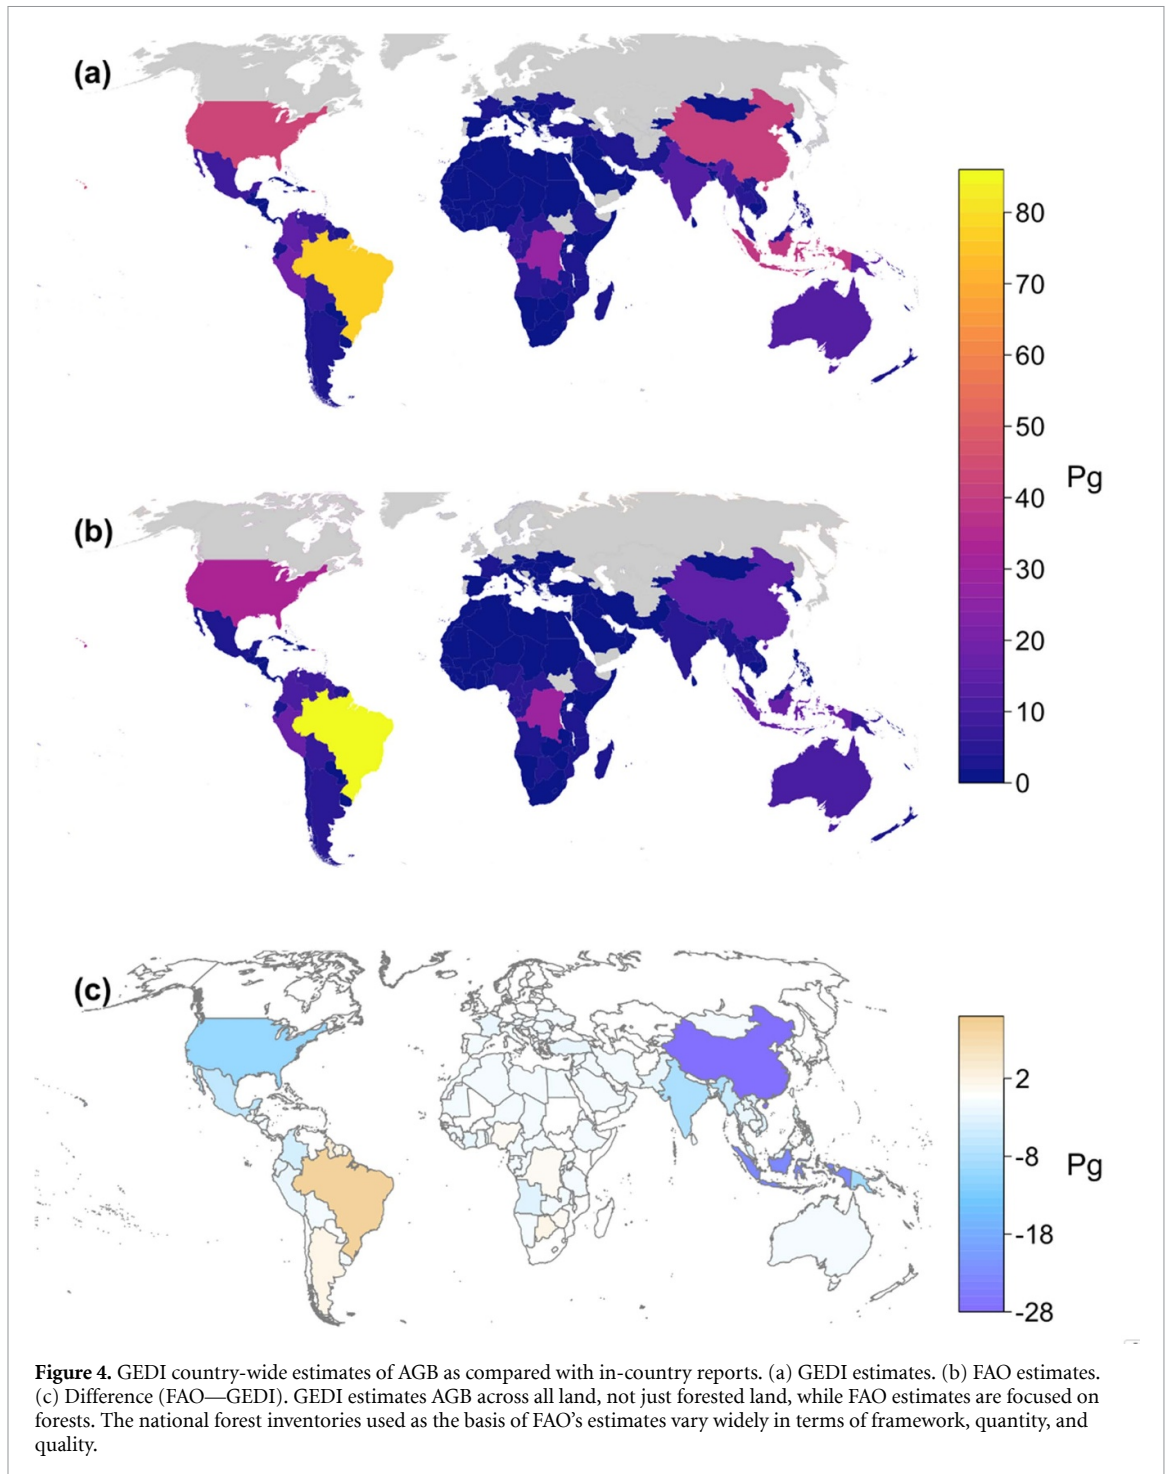 (a)
80
70
60
50
40
30
20
10
0
Pg
(b)
(c)
2
-8
-18
-28
Pg
Figure 4. GEDI country-wide estimates of AGB as compared with in-country reports. (a) GEDI estimates. (b) FAO estimates.
(c) Difference (FAO—GEDI). GEDI estimates AGB across all land, not just forested land, while FAO estimates are focused on
forests. The national forest inventories used as the basis of FAO's estimates vary widely in terms of framework, quantity, and
quality.